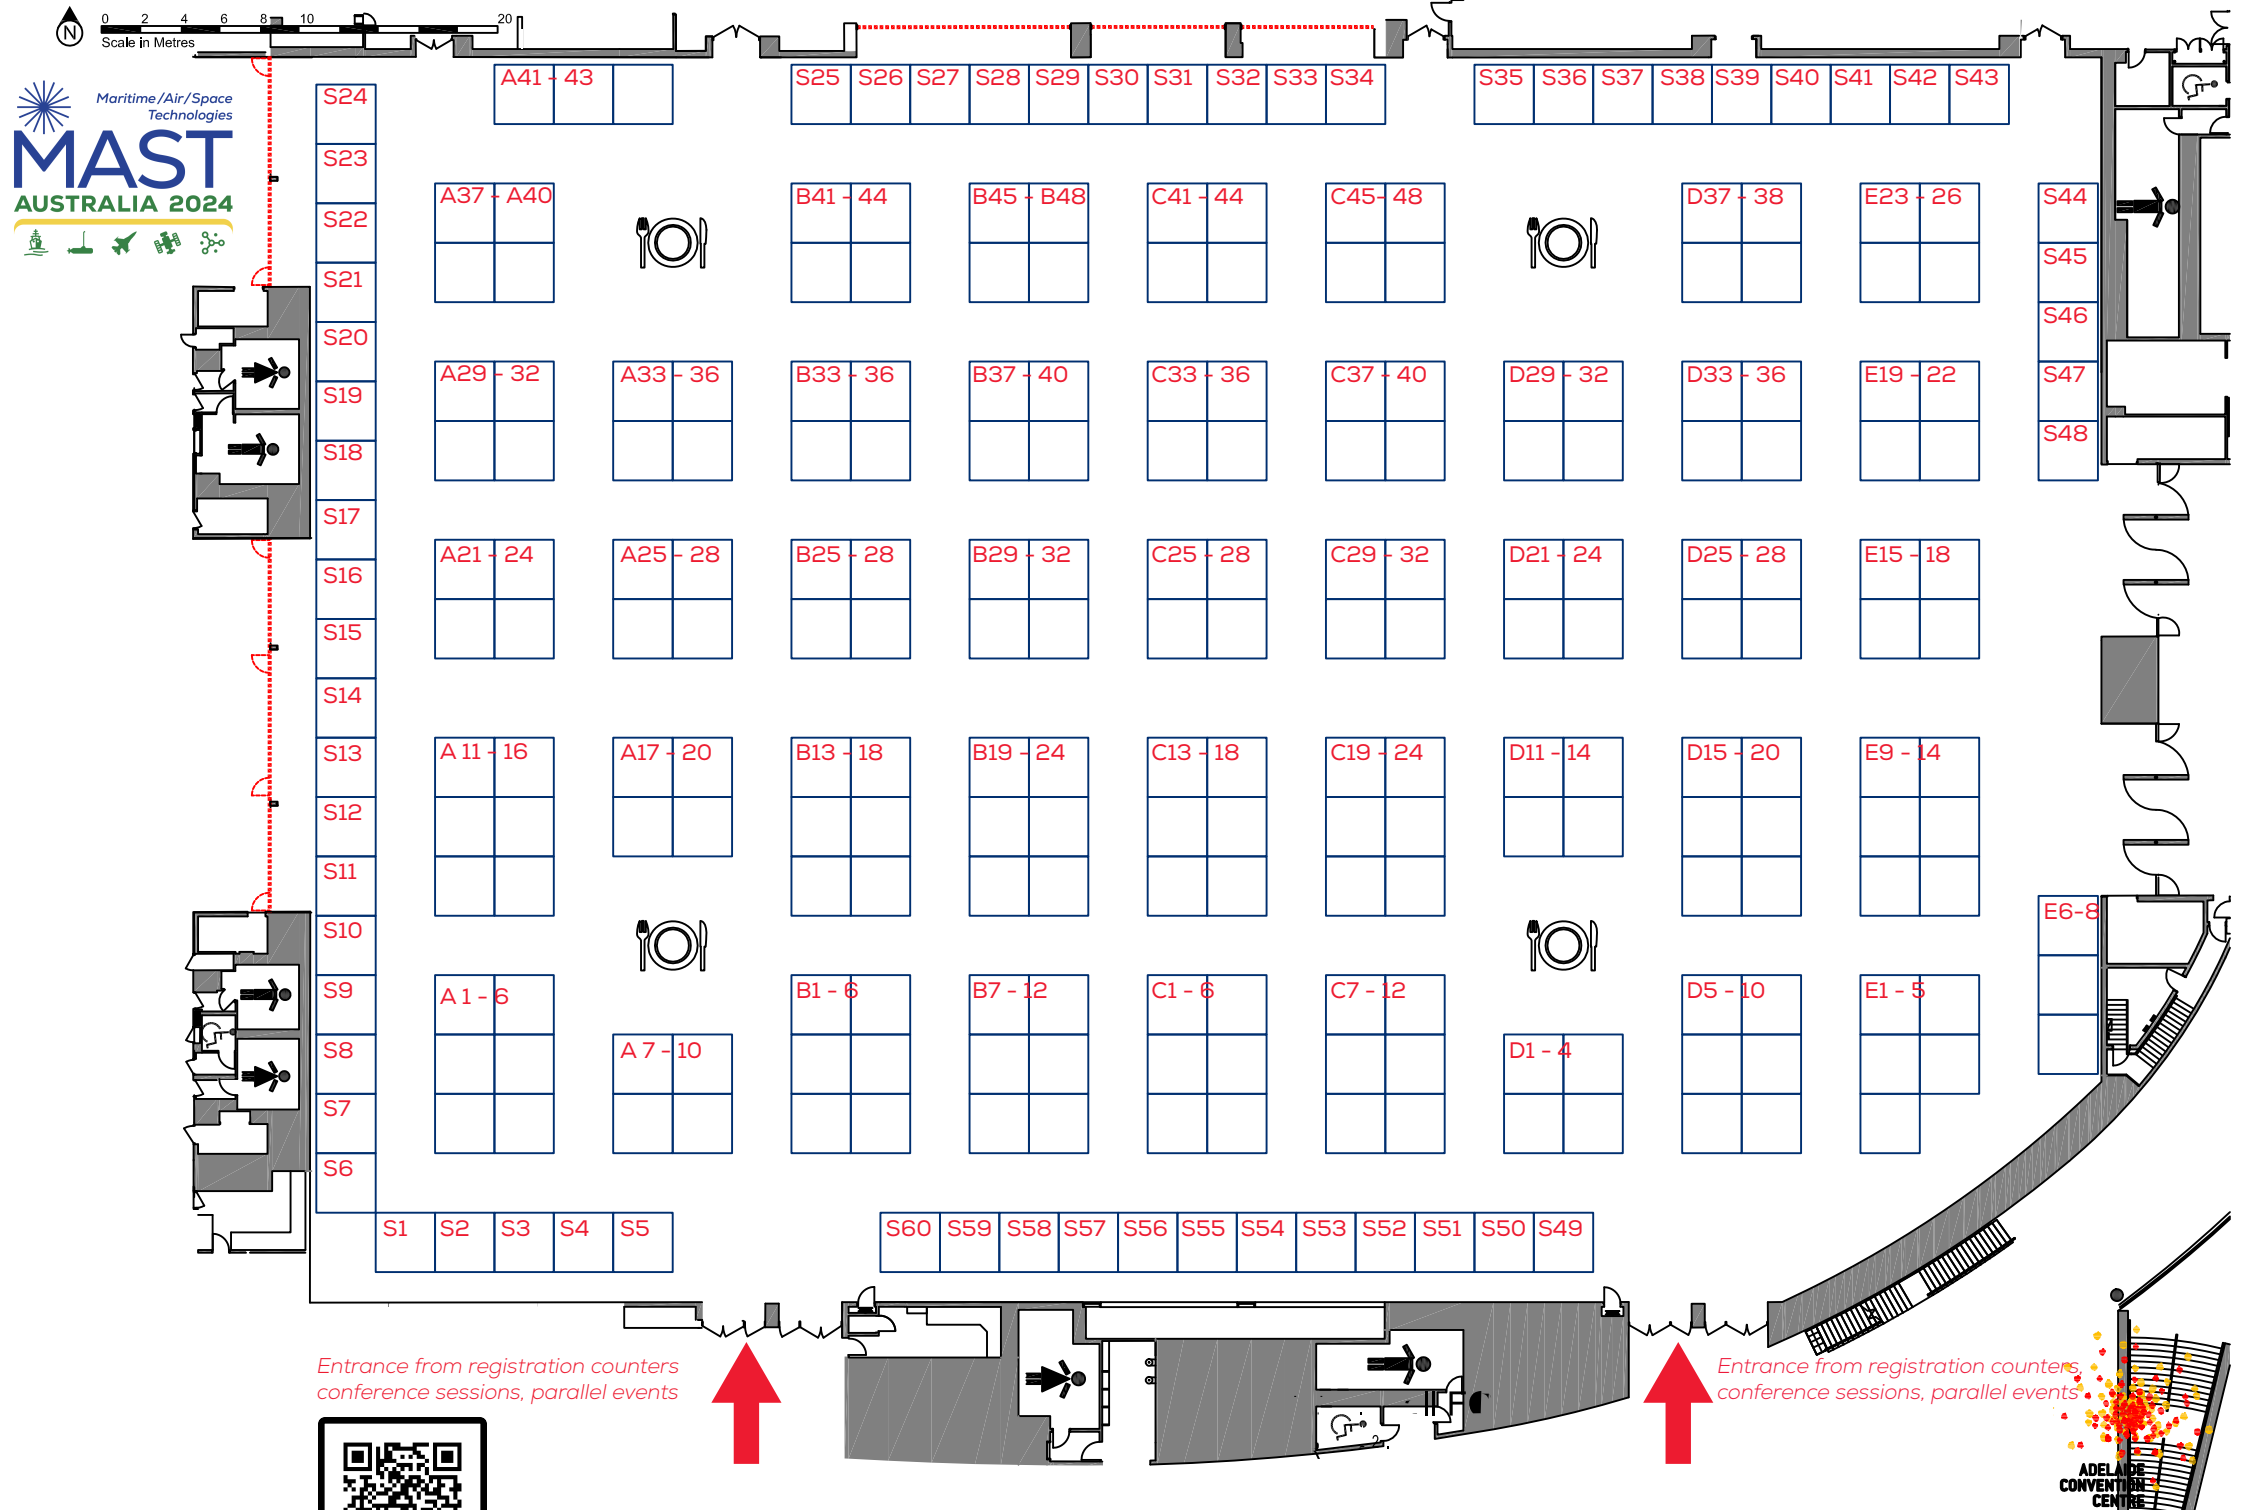 N
0 2 4 6 8 10 20
Scale in Metres
Maritime/Air/Space
Technologies
MAST
AUSTRALIA 2024
A41 - 43
S25 S26 S27 S28 S29 S30 S31 S32 S33 S34
S35 S36 S37 S38 S39 S40 S41 S42 S43
S24
S23
S22
S21
S20
S19
S18
S17
S16
S15
S14
S13
S12
S11
S10
S9
S8
S7
S6
A37 - A40 B41 - 44 B45 - B48 C41 - 44 C45- 48 D37 - 38 E23 - 26
S44
S45
S46
S47
S48
A29 - 32 A33 - 36 B33 - 36 B37 - 40 C33 - 36 C37 - 40 D29 - 32 D33 - 36 E19 - 22
A21 - 24 A25 - 28 B25 - 28 B29 - 32 C25 - 28 C29 - 32 D21 - 24 D25 - 28 E15 - 18
A 11 - 16 A17 - 20 B13 - 18 B19 - 24 C13 - 18 C19 - 24 D11 - 14 D15 - 20 E9 - 14
E6-8
A 1 - 6 B1 - 6 B7 - 12 C1 - 6 C7 - 12 D5 - 10 E1 - 5
A 7 - 10 D1 - 4
S1 S2 S3 S4 S5
S60 S59 S58 S57 S56 S55 S54 S53 S52 S51 S50 S49
Entrance from registration counters
conference sessions, parallel events
Entrance from registration counters,
conference sessions, parallel events
ADELAIDE
CONVENTION
CENTRE